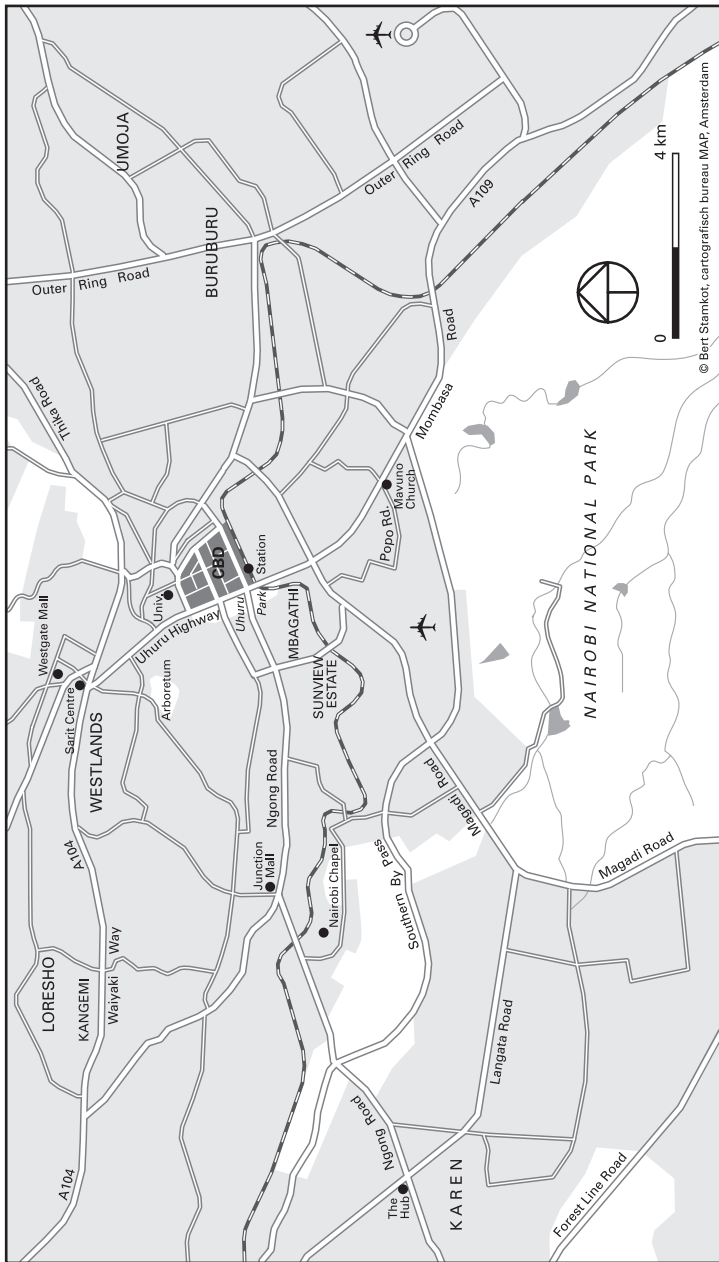 UMOJA
Outer Ring Road
BURUBURU
Outer Ring Road
A109
Thika Road
Road
Mombasa
0 4 km
© Bert Stamkot, cartografisch bureau MAP, Amsterdam
Westgate Mall
Sarit Centre
WESTLANDS
Univ.
CBD
Uhuru Highway
Arboretum
Uhuru
Park
Station
MBAGATHI
SUNVIEW
ESTATE
Popo Rd.
Mavuno
Church
NAIROBI NATIONAL PARK
A104
Ngong Road
Junction
Mall
Nairobi Chapel
Southern By Pass
Magadi Road
Magadi Road
LORESHO
KANGEMI
Waiyaki Way
A104
Langata Road
Ngong Road
The
Hub
KAREN
Forest Line Road